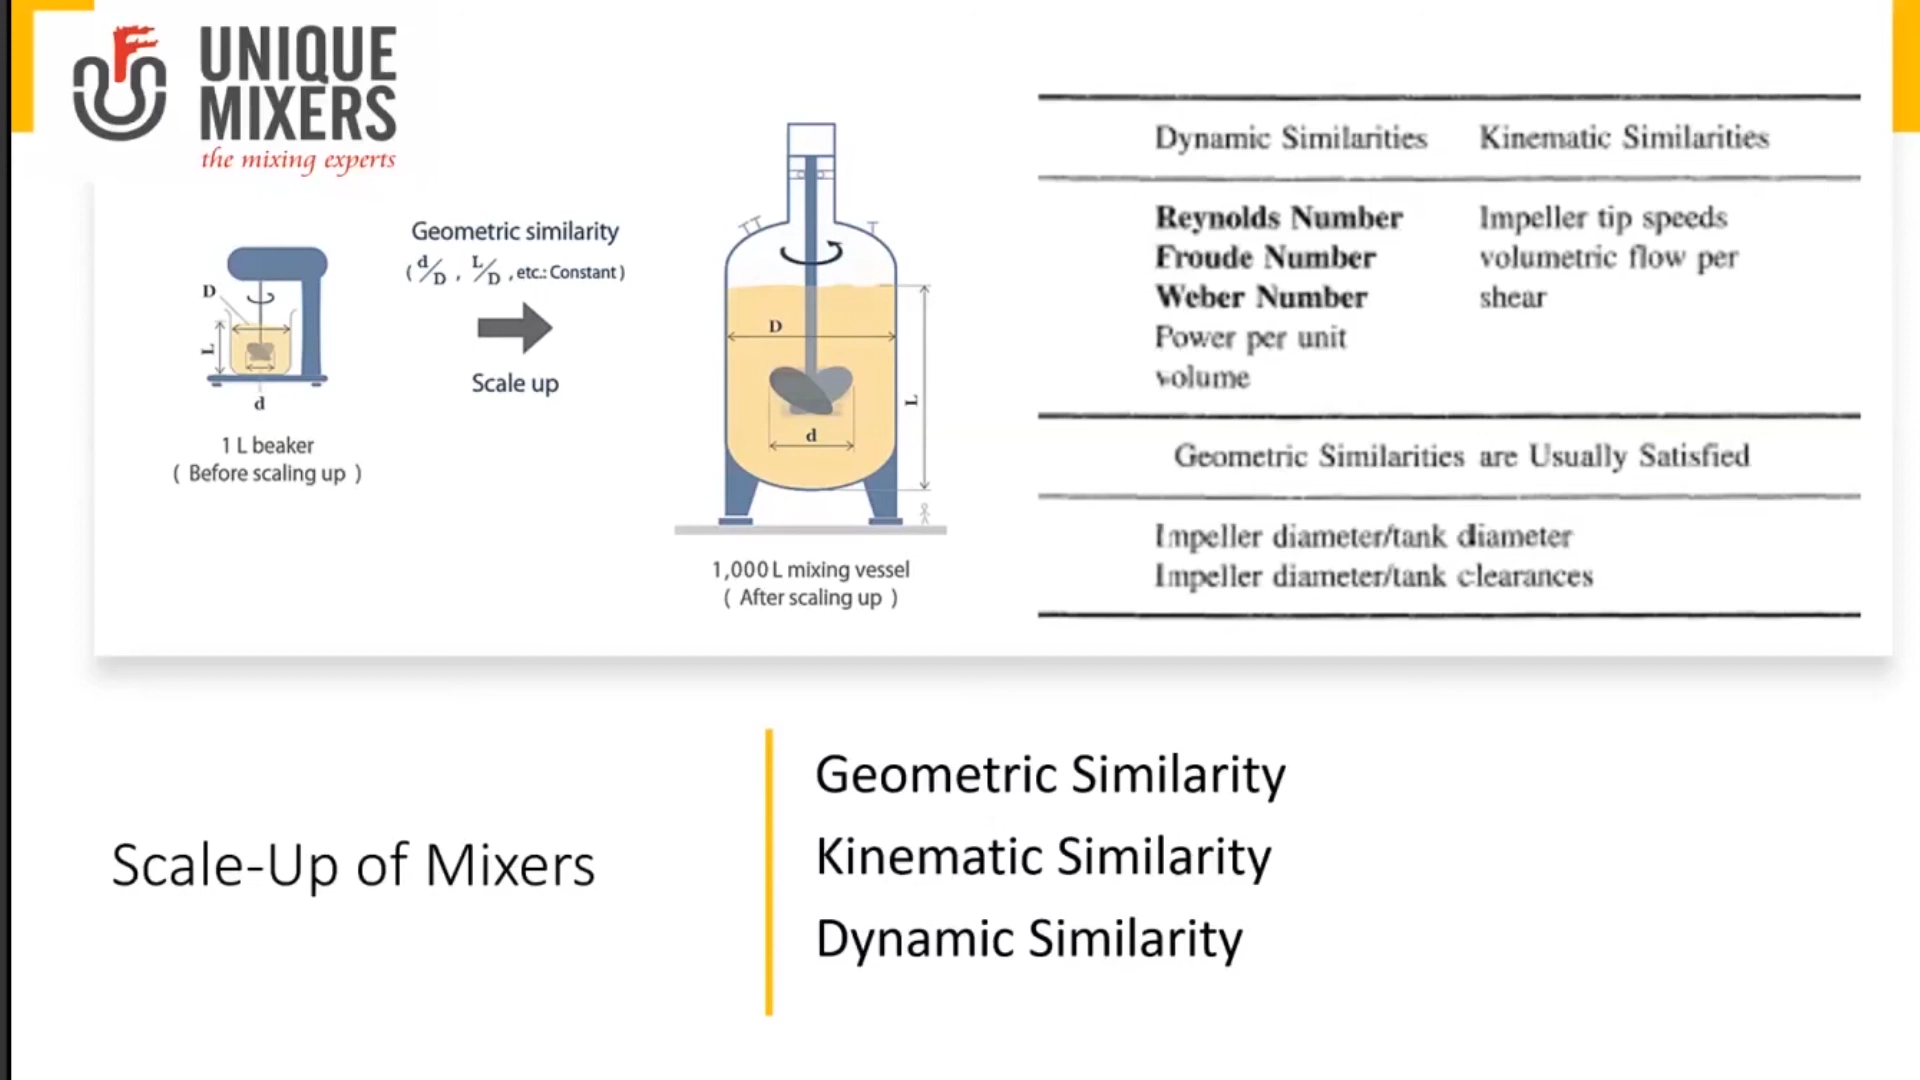 UNIQUE
MIXERS
the mixing experts
Geometric similarity
( d/D , L/D , etc.: Constant )
Scale up
D
L
d
1 L beaker
( Before scaling up )
D
L
d
1,000 L mixing vessel
( After scaling up )
Dynamic Similarities Kinematic Similarities
Reynolds Number Impeller tip speeds
Froude Number volumetric flow per
Weber Number shear
Power per unit
volume
Geometric Similarities are Usually Satisfied
Impeller diameter/tank diameter
Impeller diameter/tank clearances
Scale-Up of Mixers
Geometric Similarity
Kinematic Similarity
Dynamic Similarity